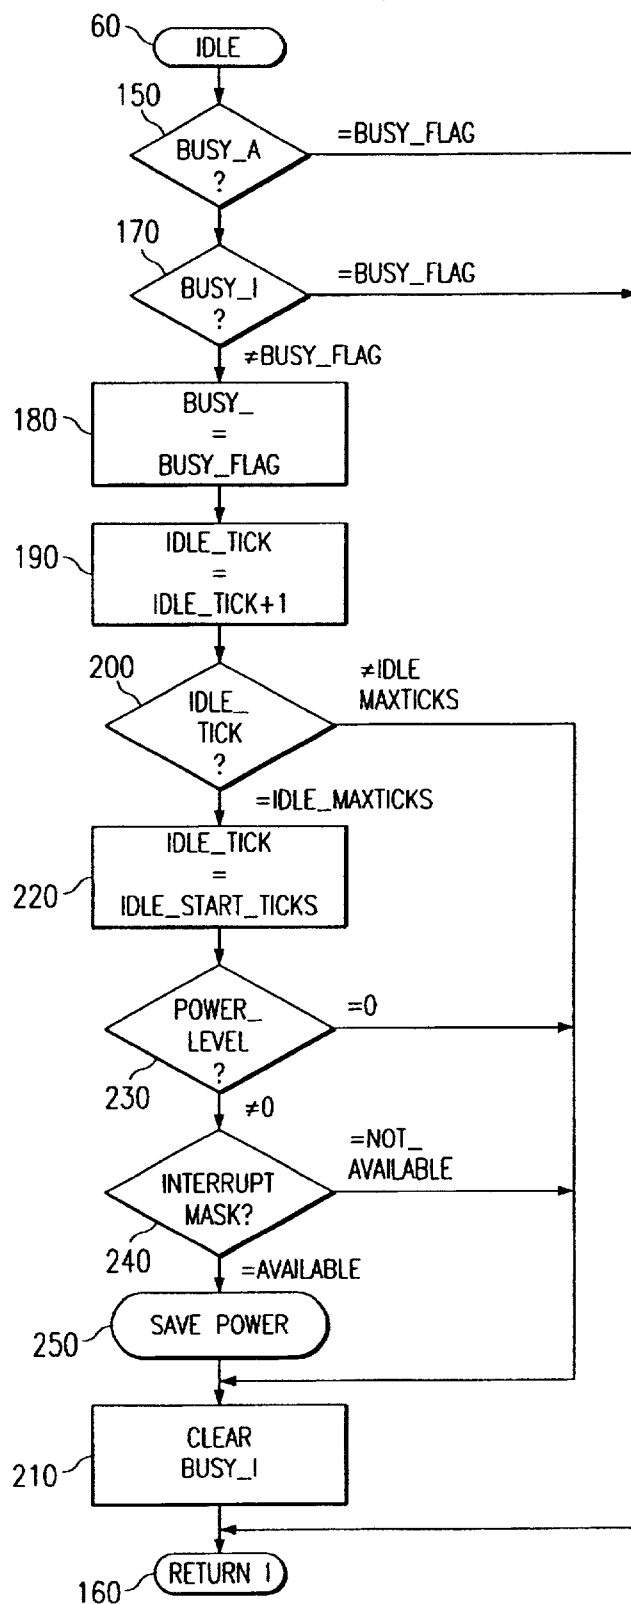 60
IDLE
150
BUSY_A
?
=BUSY_FLAG
170
BUSY_I
?
=BUSY_FLAG
≠BUSY_FLAG
180
BUSY_
=
BUSY_FLAG
190
IDLE_TICK
=
IDLE_TICK+1
200
IDLE_
TICK
?
≠IDLE
MAXTICKS
=IDLE_MAXTICKS
220
IDLE_TICK
=
IDLE_START_TICKS
POWER_
LEVEL
?
=0
230
≠0
INTERRUPT
MASK?
=NOT_
AVAILABLE
240
=AVAILABLE
250
SAVE POWER
210
CLEAR
BUSY_I
160
RETURN I